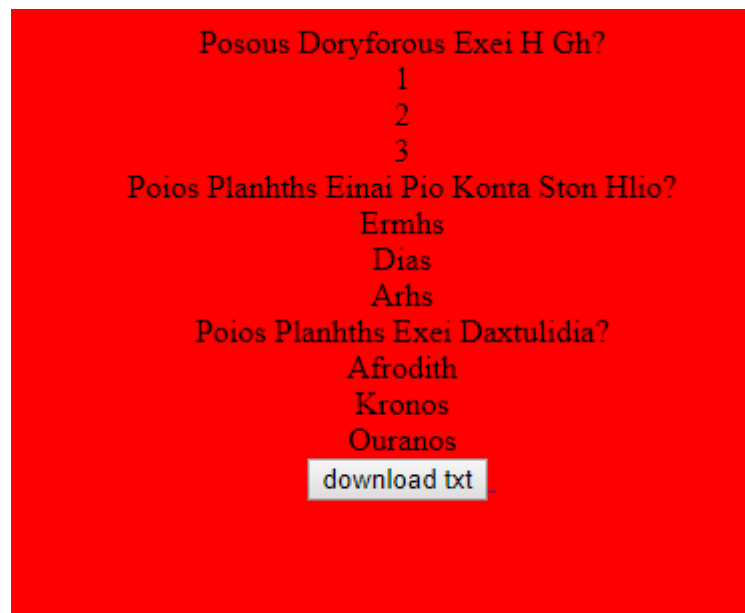 Posous Doryforous Exei H Gh?
1
2
3
Poios Planhths Einai Pio Konta Ston Hlio?
Ermhs
Dias
Arhs
Poios Planhths Exei Daxtulidia?
Afrodith
Kronos
Ouranos
download txt